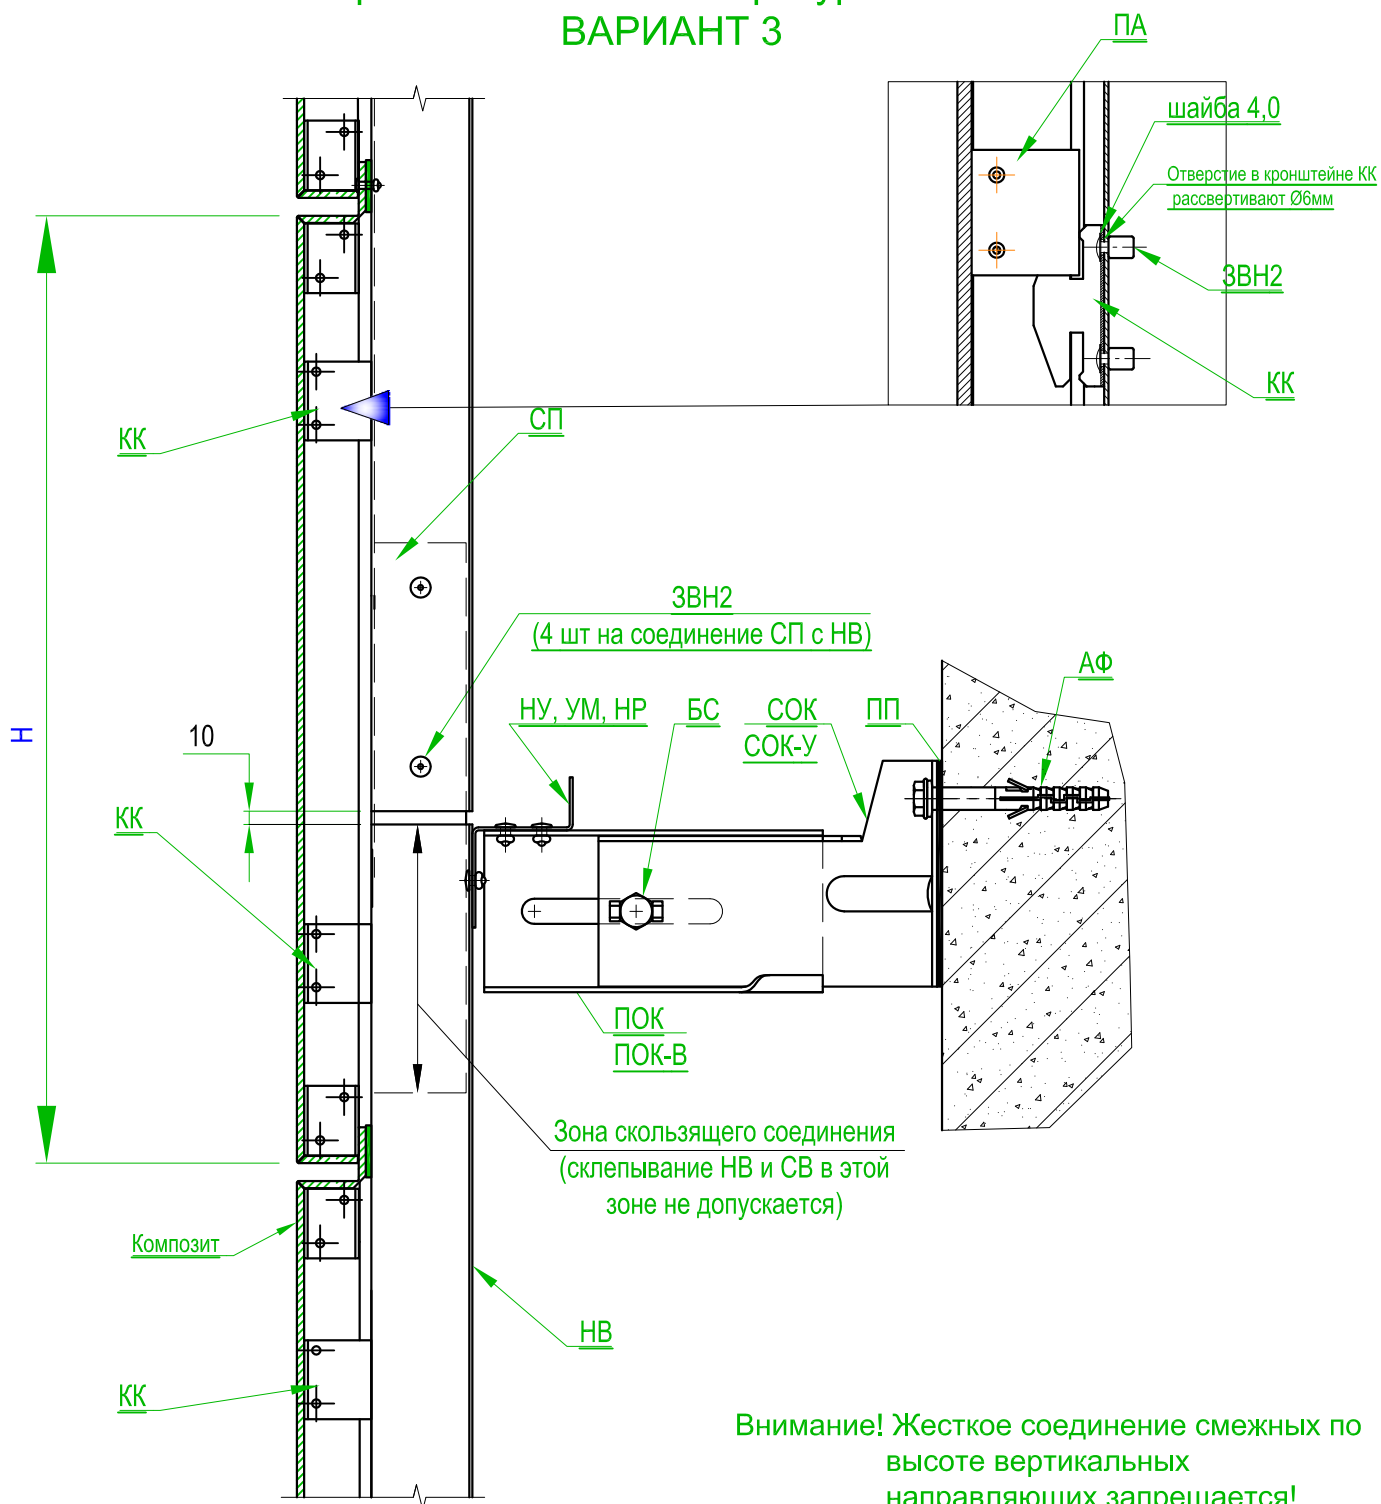 ВАРИАНТ 3
ПА
шайба 4,0
Отверстие в кронштейне КК
рассвертивают Ø6мм
ЗВН2
КК
КК
СП
ЗВН2
(4 шт на соединение СП с НВ)
АФ
НУ, УМ, НР
БС
СОК
СОК-У
ПП
Н
10
КК
ПОК
ПОК-В
Зона скользящего соединения
(склепывание НВ и СВ в этой
зоне не допускается)
Композит
НВ
КК
Внимание! Жесткое соединение смежных по
высоте вертикальных
направляющих запрещается!